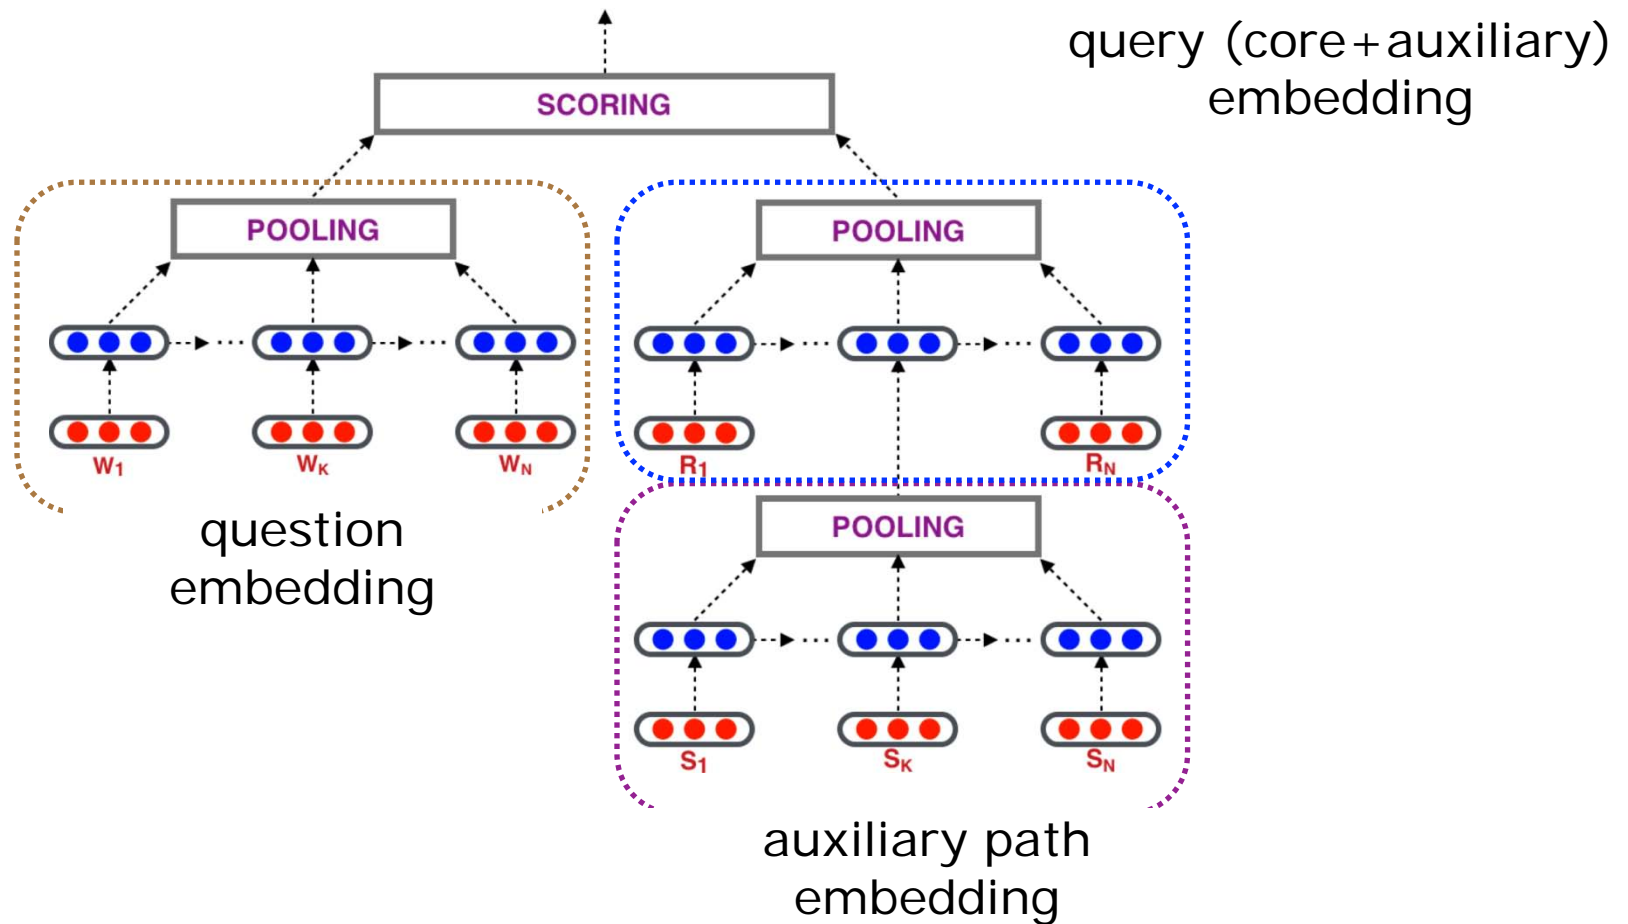 query (core+auxiliary)
embedding
SCORING
POOLING
POOLING
W1 WK WN
R1 RN
question
embedding
POOLING
S1 SK SN
auxiliary path
embedding